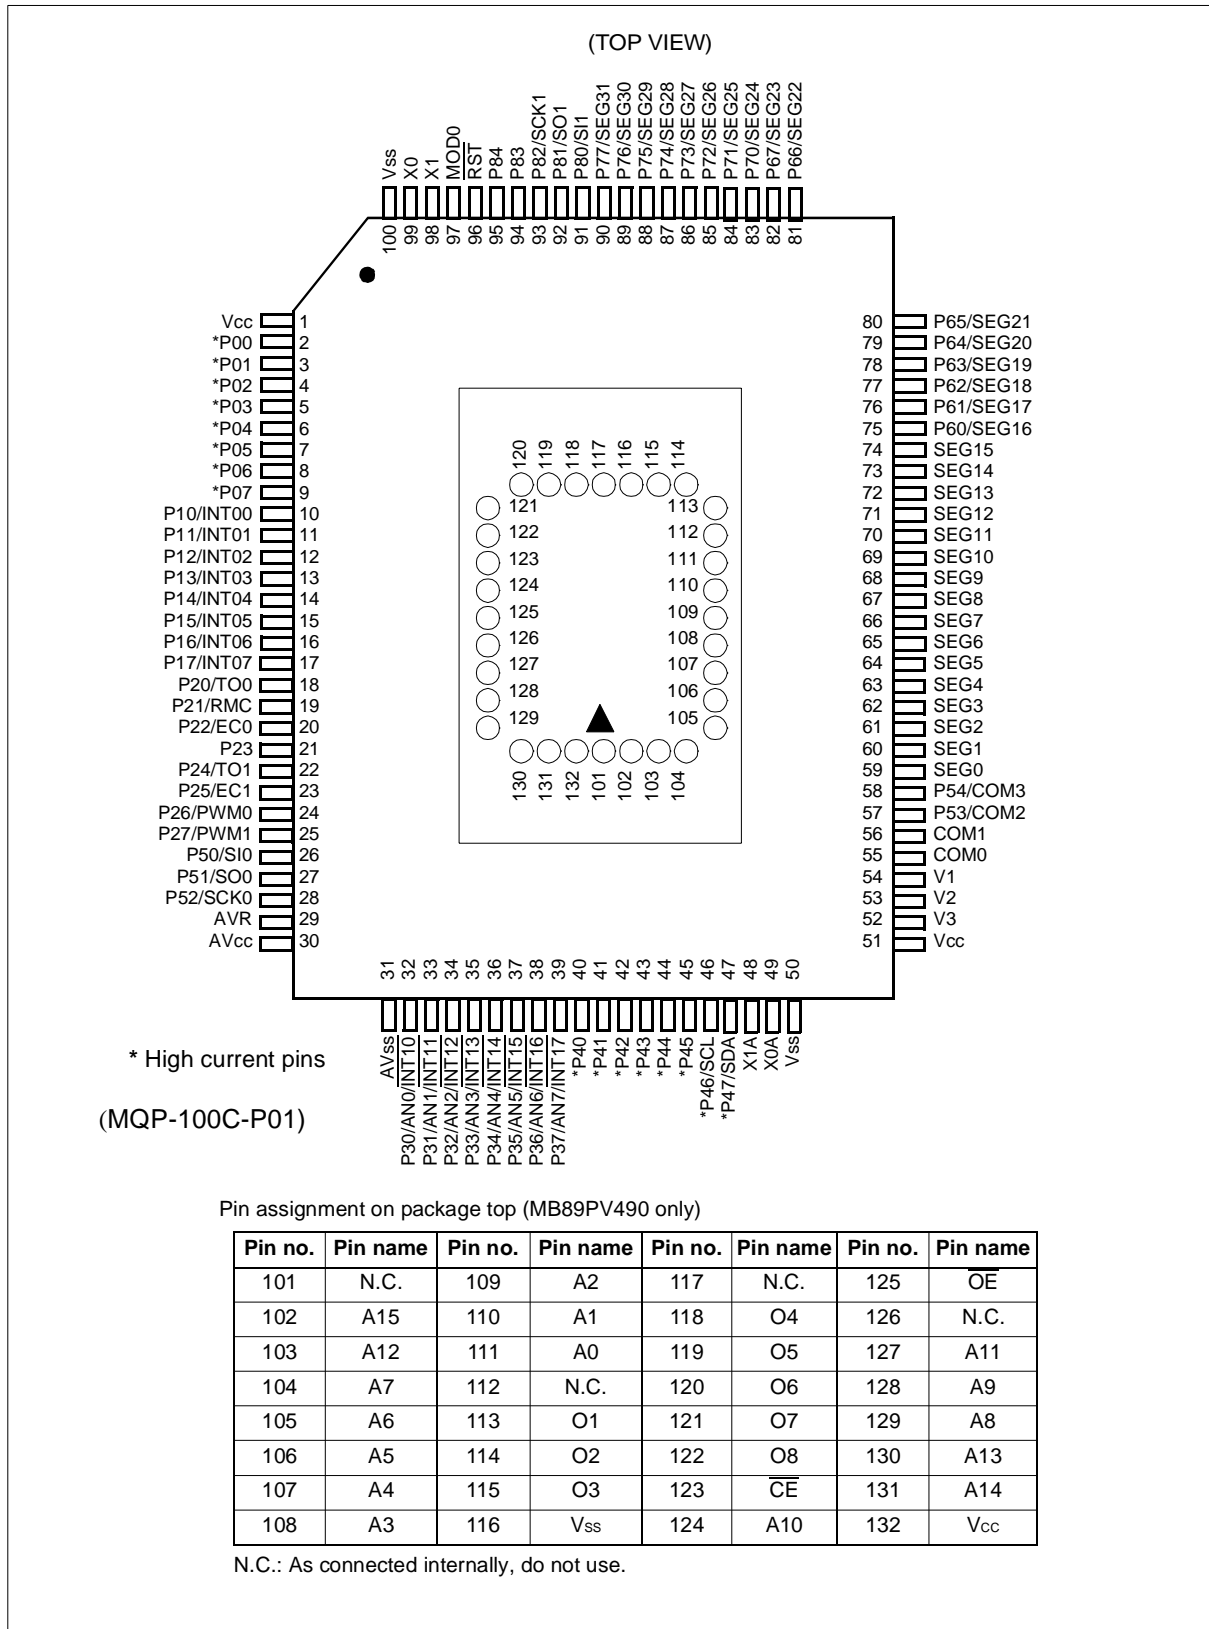 (TOP VIEW)
Vss
X0
X1
MOD0
RST
P84
P83
P82/SCK1
P81/SO1
P80/SI1
P77/SEG31
P76/SEG30
P75/SEG29
P74/SEG28
P73/SEG27
P72/SEG26
P71/SEG25
P70/SEG24
P67/SEG23
P66/SEG22
100 99 98 97 96 95 94 93 92 91 90 89 88 87 86 85 84 83 82 81
Vcc 1
*P00 2
*P01 3
*P02 4
*P03 5
*P04 6
*P05 7
*P06 8
*P07 9
P10/INT00 10
P11/INT01 11
P12/INT02 12
P13/INT03 13
P14/INT04 14
P15/INT05 15
P16/INT06 16
P17/INT07 17
P20/TO0 18
P21/RMC 19
P22/EC0 20
P23 21
P24/TO1 22
P25/EC1 23
P26/PWM0 24
P27/PWM1 25
P50/SI0 26
P51/SO0 27
P52/SCK0 28
AVR 29
AVcc 30
120 119 118 117 116 115 114
121 113
122 112
123 111
124 110
125 109
126 108
127 107
128 106
129 105
130 131 132 101 102 103 104
80 P65/SEG21
79 P64/SEG20
78 P63/SEG19
77 P62/SEG18
76 P61/SEG17
75 P60/SEG16
74 SEG15
73 SEG14
72 SEG13
71 SEG12
70 SEG11
69 SEG10
68 SEG9
67 SEG8
66 SEG7
65 SEG6
64 SEG5
63 SEG4
62 SEG3
61 SEG2
60 SEG1
59 SEG0
58 P54/COM3
57 P53/COM2
56 COM1
55 COM0
54 V1
53 V2
52 V3
51 Vcc
31 32 33 34 35 36 37 38 39 40 41 42 43 44 45 46 47 48 49 50
AVss
P30/AN0/INT10
P31/AN1/INT11
P32/AN2/INT12
P33/AN3/INT13
P34/AN4/INT14
P35/AN5/INT15
P36/AN6/INT16
P37/AN7/INT17
*P40
*P41
*P42
*P43
*P44
*P45
*P46/SCL
*P47/SDA
X1A
X0A
Vss
* High current pins
(MQP-100C-P01)
Pin assignment on package top (MB89PV490 only)
Pin no. Pin name Pin no. Pin name Pin no. Pin name Pin no. Pin name
101 N.C. 109 A2 117 N.C. 125 OE
102 A15 110 A1 118 O4 126 N.C.
103 A12 111 A0 119 O5 127 A11
104 A7 112 N.C. 120 O6 128 A9
105 A6 113 O1 121 O7 129 A8
106 A5 114 O2 122 O8 130 A13
107 A4 115 O3 123 CE 131 A14
108 A3 116 Vss 124 A10 132 Vcc
N.C.: As connected internally, do not use.